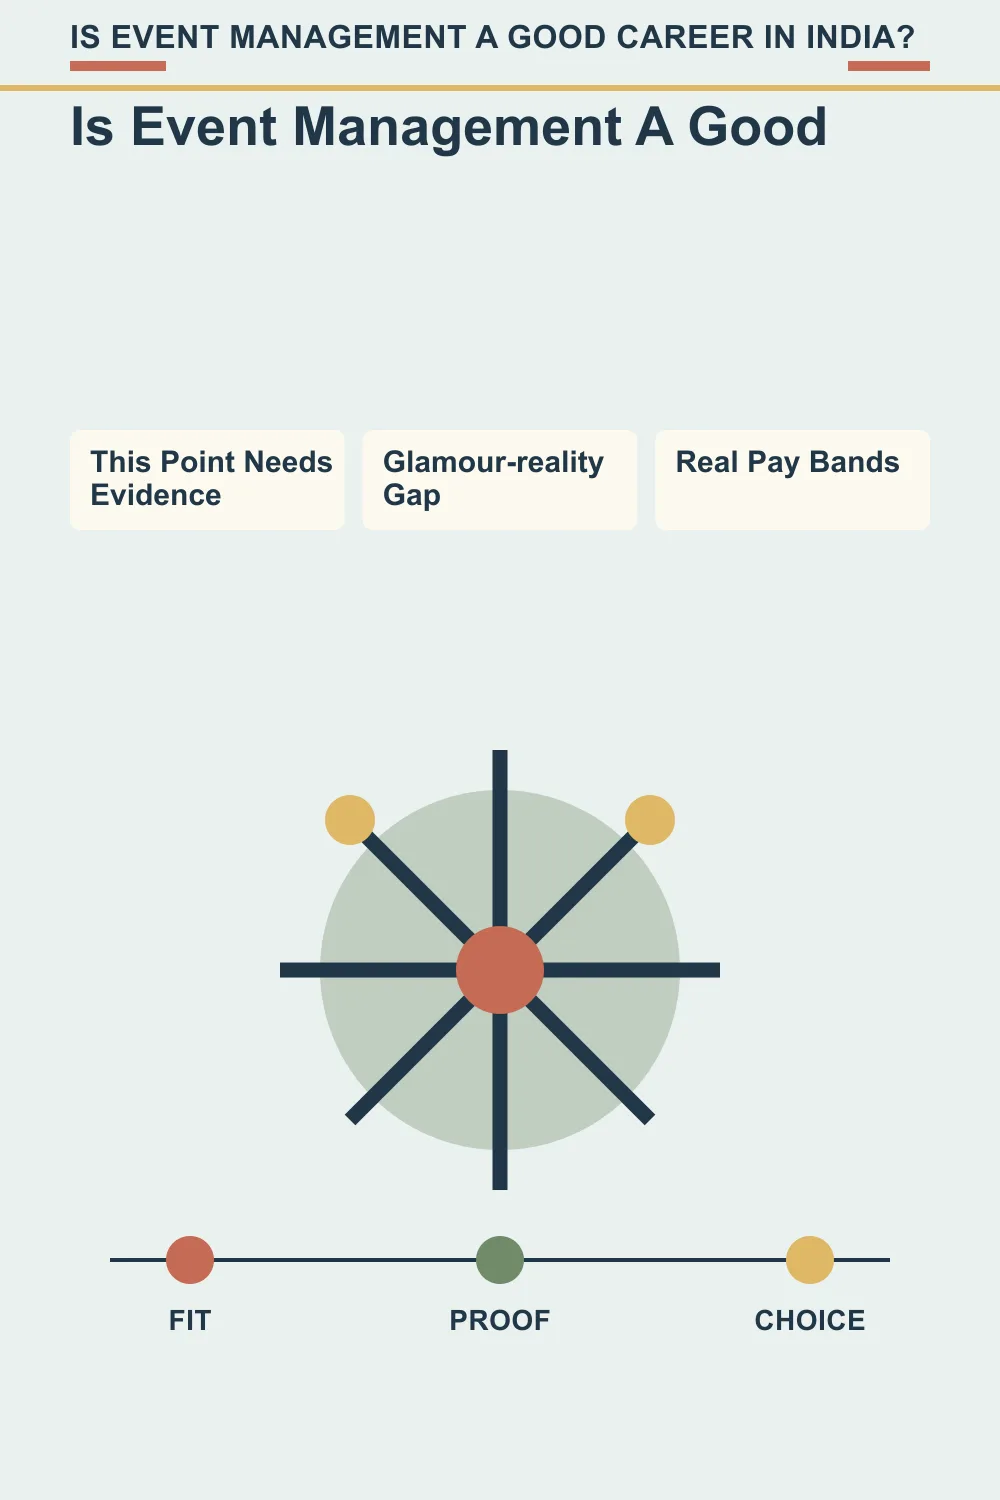 IS EVENT MANAGEMENT A GOOD CAREER IN INDIA?
Is Event Management A Good
This Point Needs
Evidence
Glamour-reality
Gap
Real Pay Bands
FIT
PROOF
CHOICE